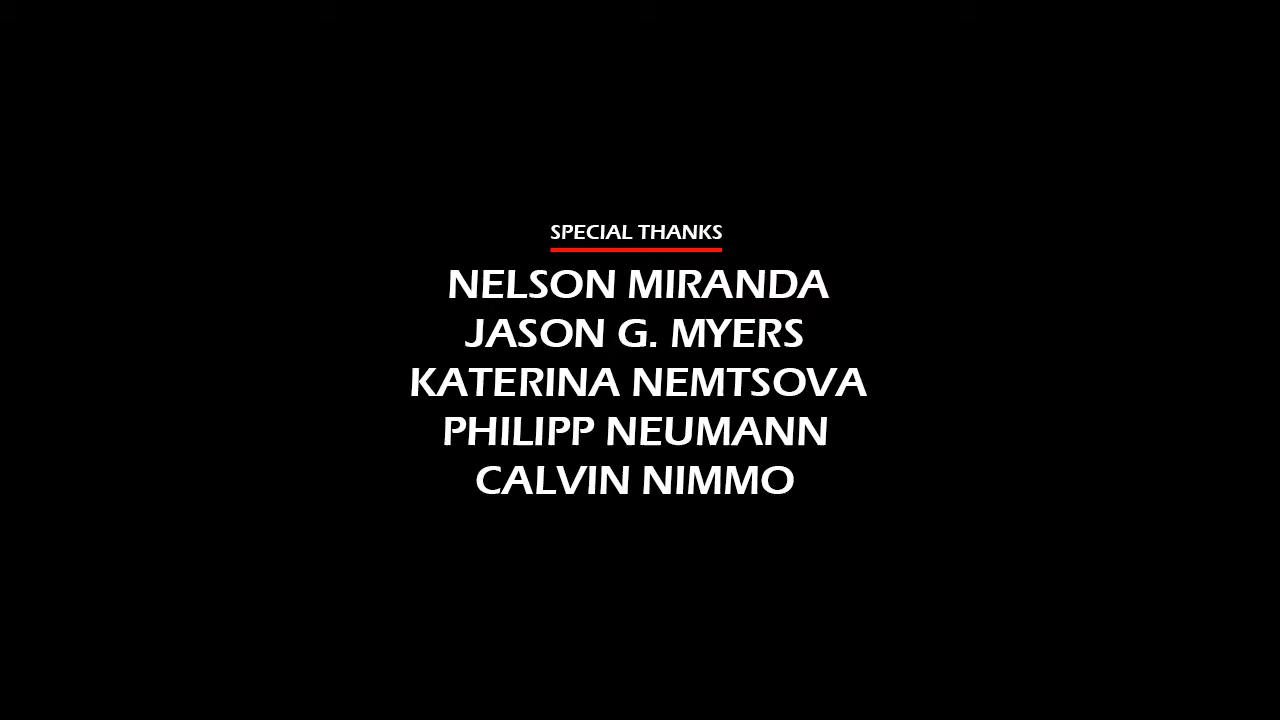 SPECIAL THANKS
NELSON MIRANDA
JASON G. MYERS
KATERINA NEMTSOVA
PHILIPP NEUMANN
CALVIN NIMMO